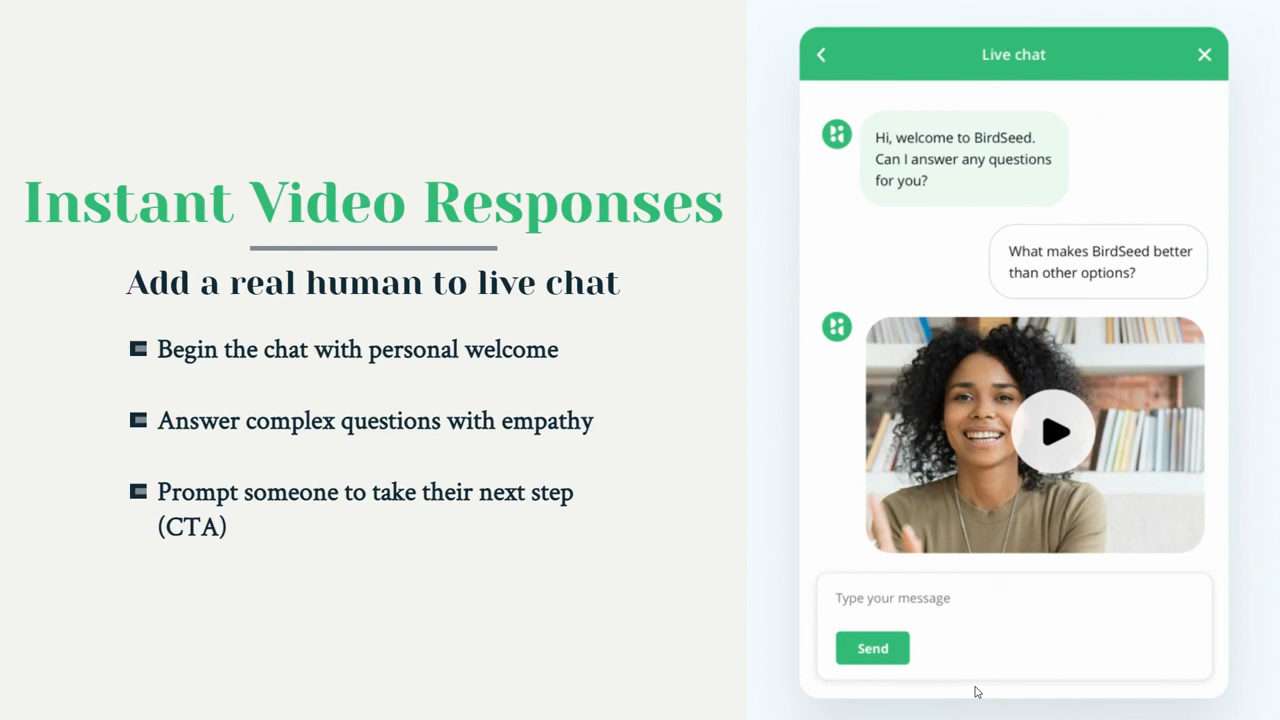 Instant Video Responses
Add a real human to live chat
Begin the chat with personal welcome
Answer complex questions with empathy
Prompt someone to take their next step
(CTA)
Live chat
Hi, welcome to BirdSeed.
Can I answer any questions
for you?
What makes BirdSeed better
than other options?
Type your message
Send